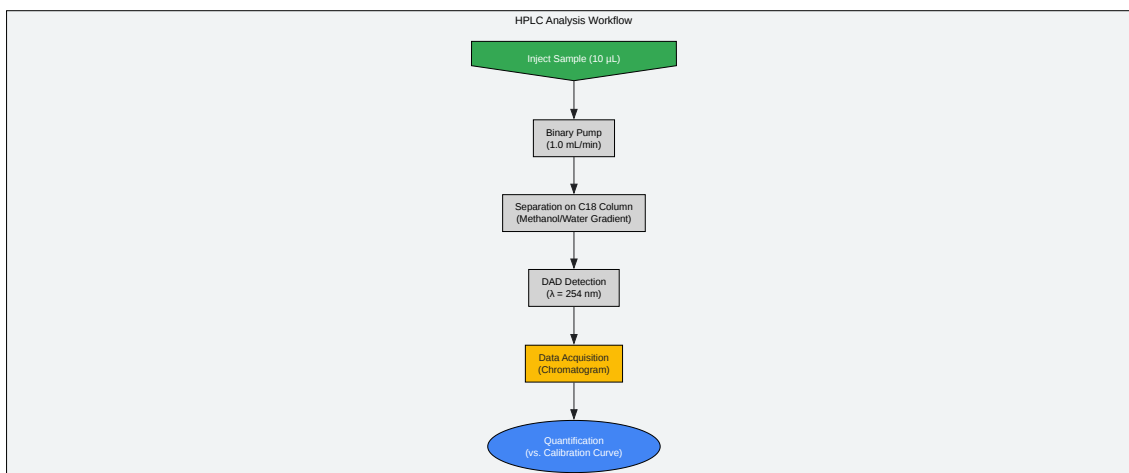 HPLC Analysis Workflow
Inject Sample (10 µL)
Binary Pump
(1.0 mL/min)
Separation on C18 Column
(Methanol/Water Gradient)
DAD Detection
(λ = 254 nm)
Data Acquisition
(Chromatogram)
Quantification
(vs. Calibration Curve)